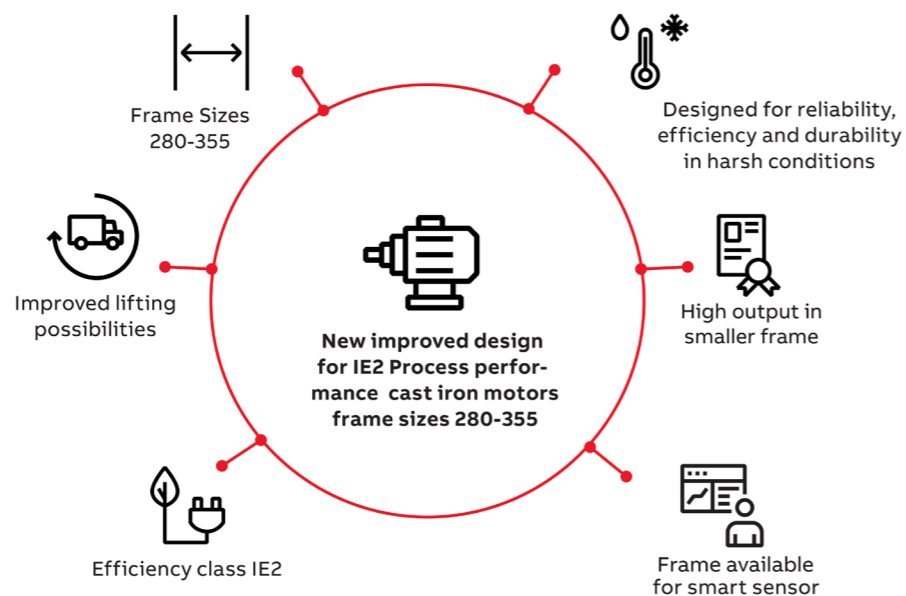 Frame Sizes
280-355
Designed for reliability,
efficiency and durability
in harsh conditions
Improved lifting
possibilities
High output in
smaller frame
New improved design
for IE2 Process perfor-
mance cast iron motors
frame sizes 280-355
Efficiency class IE2
Frame available
for smart sensor